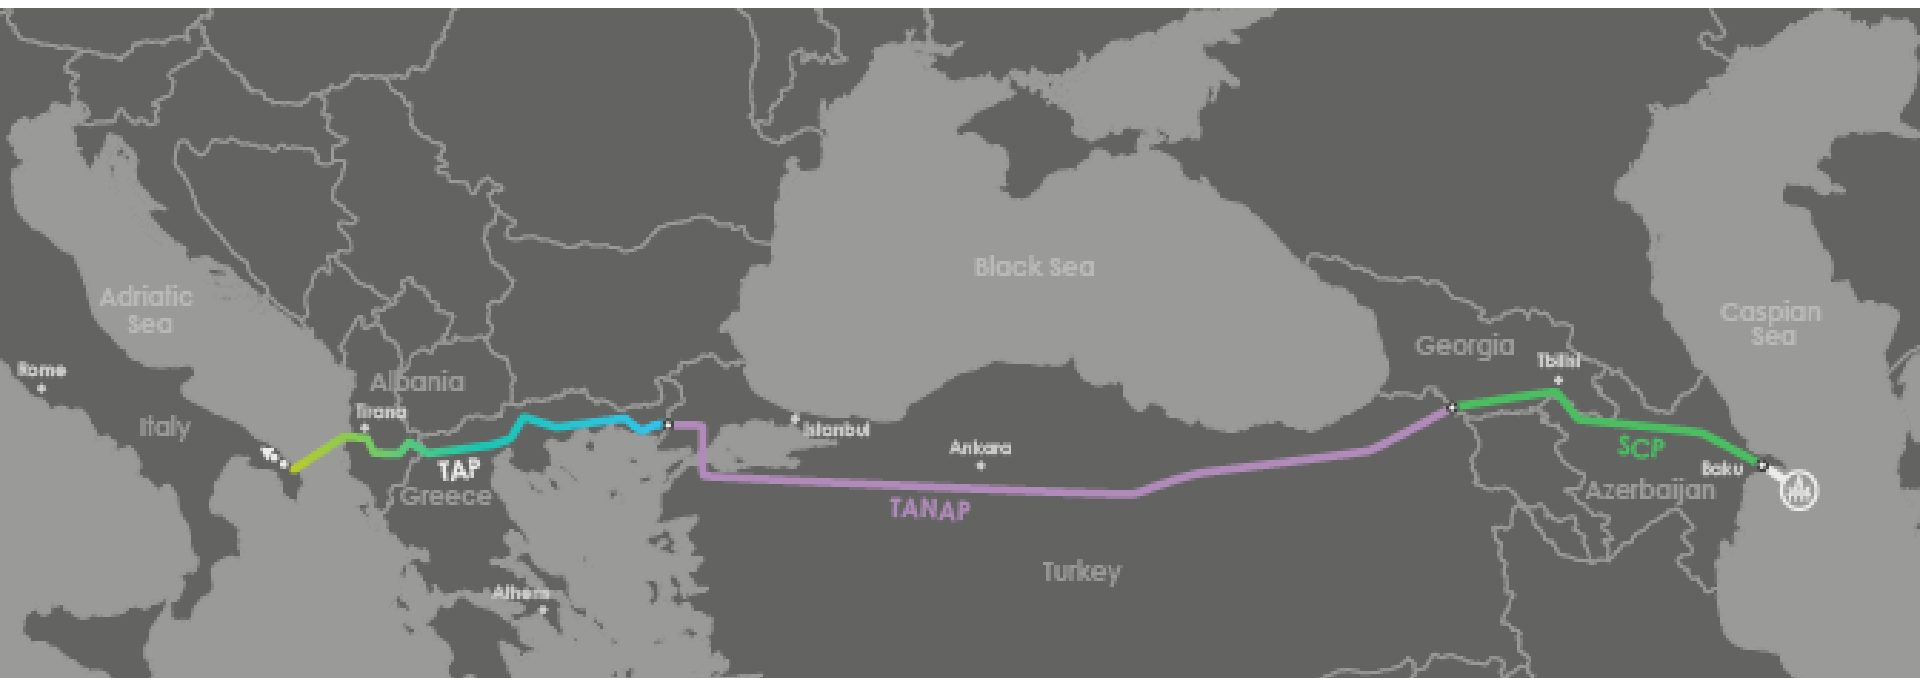 Black Sea
Adriatic
Sea
Caspian
Sea
Georgia
Tbilisi
Rome
Albania
Tirana
Italy
Istanbul
Ankara
SCP
TAP
Baku
Greece
Azerbaijan
TANAP
Turkey
Athens